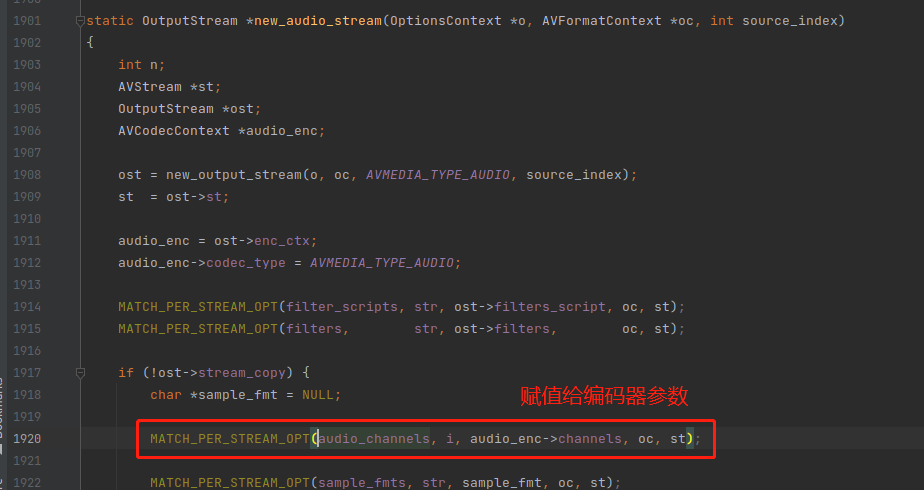 1901 static OutputStream *new_audio_stream(OptionsContext *o, AVFormatContext *oc, int source_index)
1902 {
1903 int n;
1904 AVStream *st;
1905 OutputStream *ost;
1906 AVCodecContext *audio_enc;
1907
1908 ost = new_output_stream(o, oc, AVMEDIA_TYPE_AUDIO, source_index);
1909 st  = ost->st;
1910
1911 audio_enc = ost->enc_ctx;
1912 audio_enc->codec_type = AVMEDIA_TYPE_AUDIO;
1913
1914 MATCH_PER_STREAM_OPT(filter_scripts, str, ost->filters_script, oc, st);
1915 MATCH_PER_STREAM_OPT(filters,        str, ost->filters,        oc, st);
1916
1917 if (!ost->stream_copy) {
1918 char *sample_fmt = NULL;
赋值给编码器参数
1919
1920 MATCH_PER_STREAM_OPT(audio_channels, i, audio_enc->channels, oc, st);
1921
1922 MATCH_PER_STREAM_OPT(sample_fmts, str, sample_fmt, oc, st);